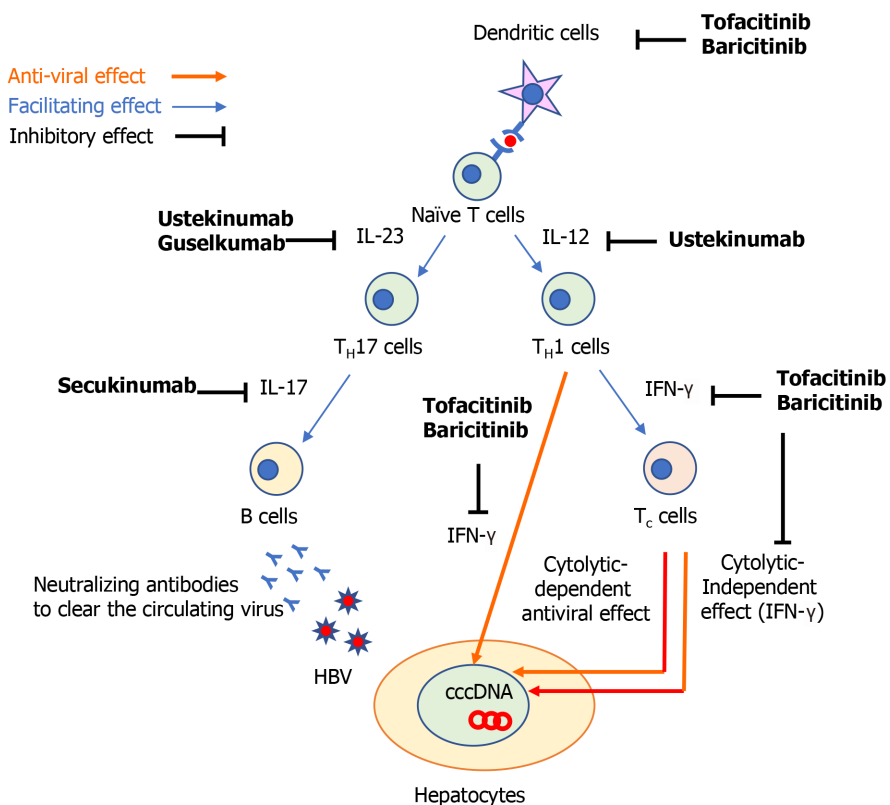 Dendritic cells
Tofacitinib
Baricitinib
Anti-viral effect
Facilitating effect
Inhibitory effect
Naïve T cells
Ustekinumab
Guselkumab
IL-23
IL-12
Ustekinumab
TH17 cells
TH1 cells
Secukinumab
IL-17
Tofacitinib
Baricitinib
IFN-γ
Tofacitinib
Baricitinib
B cells
IFN-γ
Tc cells
Neutralizing antibodies
to clear the circulating virus
HBV
Cytolytic-
dependent
antiviral effect
Cytolytic-
Independent
effect (IFN-γ)
cccDNA
Hepatocytes